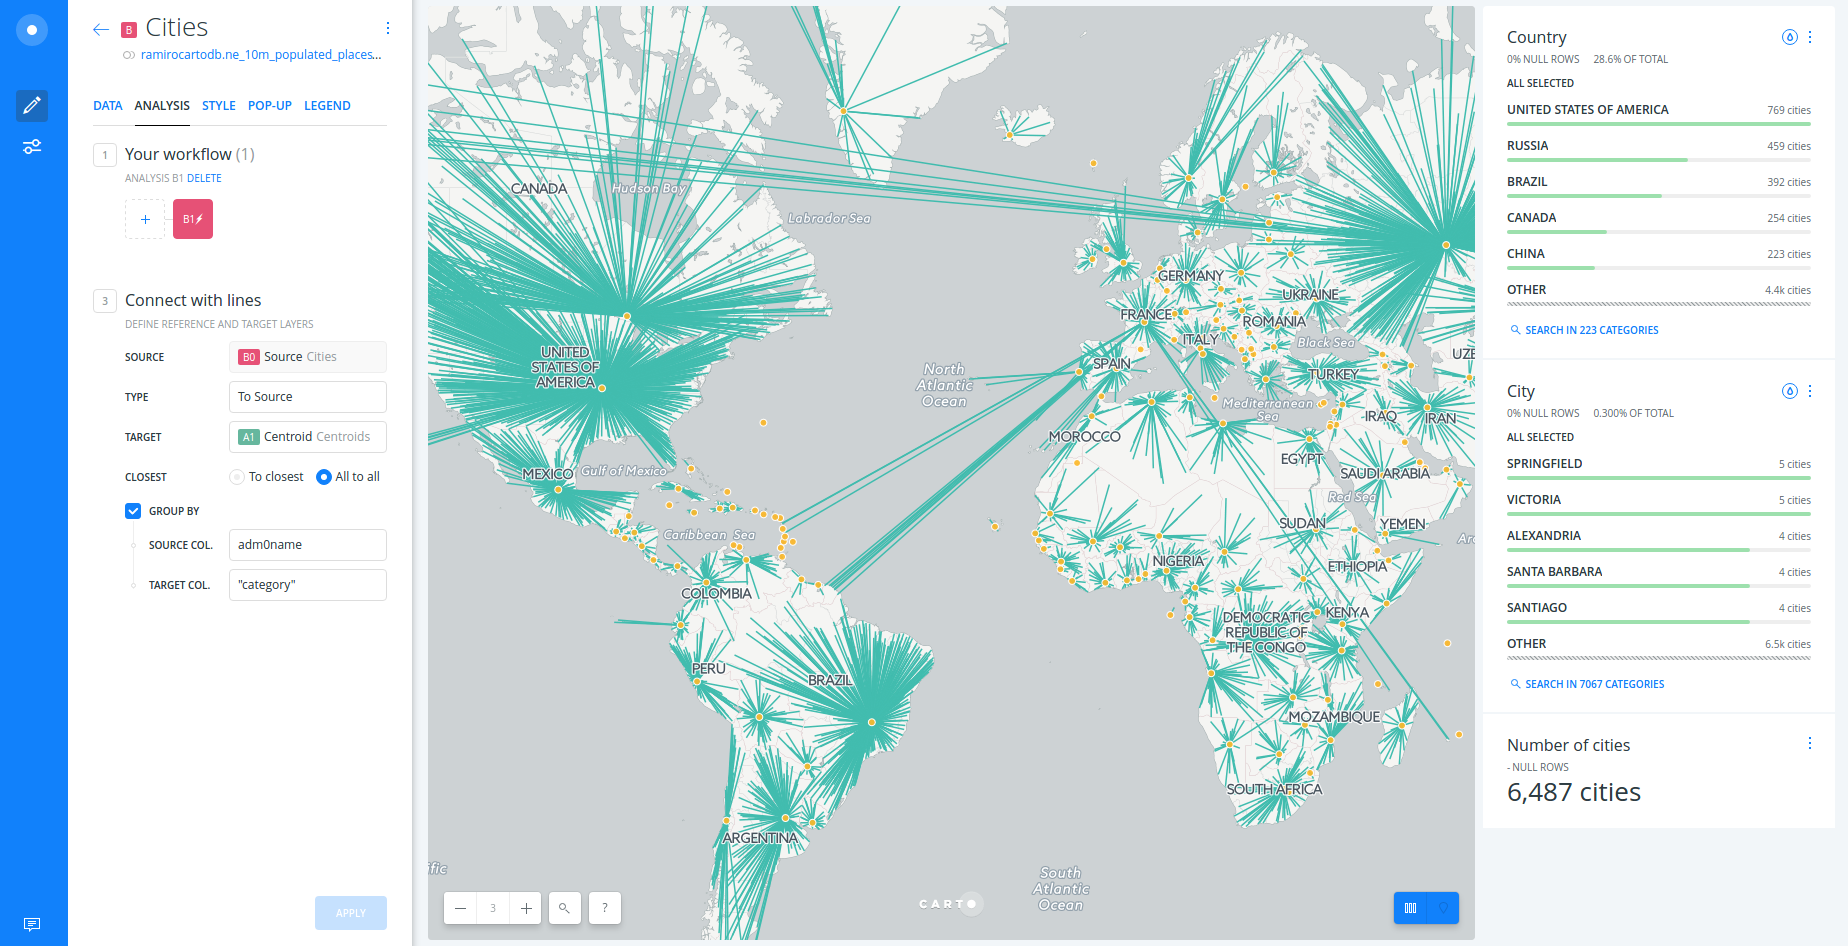 B Cities
ramirocartodb.ne_10m_populated_places...
DATA ANALYSIS STYLE POP-UP LEGEND
1 Your workflow (1)
ANALYSIS B1 DELETE
+ B1
3 Connect with lines
DEFINE REFERENCE AND TARGET LAYERS
SOURCE B0 Source Cities
TYPE To Source
TARGET A1 Centroid Centroids
CLOSEST To closest All to all
GROUP BY
SOURCE COL. adm0name
TARGET COL. "category"
APPLY
CANADA
Hudson Bay
Labrador Sea
GERMANY
UKRAINE
FRANCE
ROMANIA
ITALY
Black Sea
UZE
UNITED
STATES OF
AMERICA
North
Atlantic
Ocean
SPAIN
TURKEY
Mediterranean
Sea
IRAQ
IRAN
MOROCCO
EGYPT
SAUDI ARABIA
MEXICO
Gulf of Mexico
Red Sea
Caribbean Sea
SUDAN
YEMEN
Ar
NIGERIA
ETHIOPIA
COLOMBIA
KENYA
DEMOCRATIC
REPUBLIC OF
THE CONGO
PERU
BRAZIL
MOZAMBIQUE
SOUTH AFRICA
ARGENTINA
ific
South
Atlantic
Ocean
− 3 + ?
CARTO
Country
0% NULL ROWS 28.6% OF TOTAL
ALL SELECTED
UNITED STATES OF AMERICA 769 cities
RUSSIA 459 cities
BRAZIL 392 cities
CANADA 254 cities
CHINA 223 cities
OTHER 4.4k cities
SEARCH IN 223 CATEGORIES
City
0% NULL ROWS 0.300% OF TOTAL
ALL SELECTED
SPRINGFIELD 5 cities
VICTORIA 5 cities
ALEXANDRIA 4 cities
SANTA BARBARA 4 cities
SANTIAGO 4 cities
OTHER 6.5k cities
SEARCH IN 7067 CATEGORIES
Number of cities
- NULL ROWS
6,487 cities